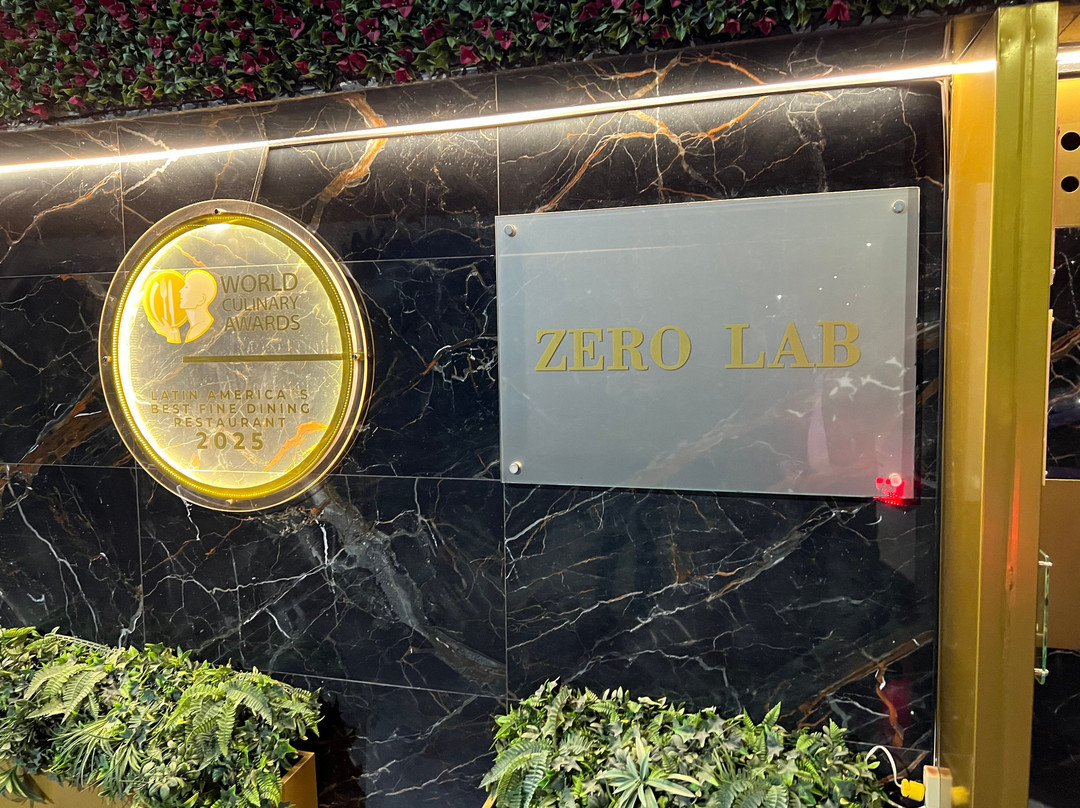 WORLD
CULINARY
AWARDS
LATIN AMERICA'S
BEST FINE DINING
RESTAURANT
2025
ZERO LAB